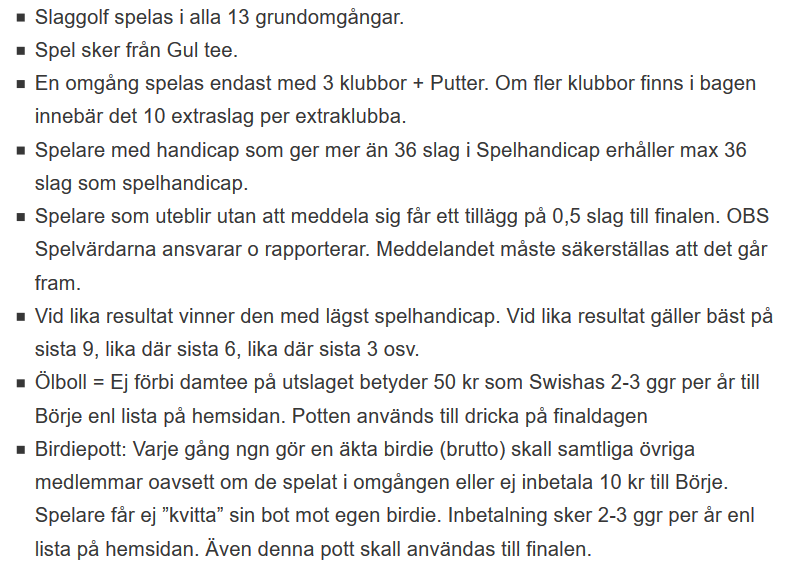 ▪ Slaggolf spelas i alla 13 grundomgångar.
▪ Spel sker från Gul tee.
▪ En omgång spelas endast med 3 klubbor + Putter. Om fler klubbor finns i bagen
innebär det 10 extraslag per extraklubba.
▪ Spelare med handicap som ger mer än 36 slag i Spelhandicap erhåller max 36
slag som spelhandicap.
▪ Spelare som uteblir utan att meddela sig får ett tillägg på 0,5 slag till finalen. OBS
Spelvärdarna ansvarar o rapporterar. Meddelandet måste säkerställas att det går
fram.
▪ Vid lika resultat vinner den med lägst spelhandicap. Vid lika resultat gäller bäst på
sista 9, lika där sista 6, lika där sista 3 osv.
▪ Ölboll = Ej förbi damtee på utslaget betyder 50 kr som Swishas 2-3 ggr per år till
Börje enl lista på hemsidan. Potten används till dricka på finaldagen
▪ Birdiepott: Varje gång ngn gör en äkta birdie (brutto) skall samtliga övriga
medlemmar oavsett om de spelat i omgången eller ej inbetala 10 kr till Börje.
Spelare får ej ”kvitta” sin bot mot egen birdie. Inbetalning sker 2-3 ggr per år enl
lista på hemsidan. Även denna pott skall användas till finalen.